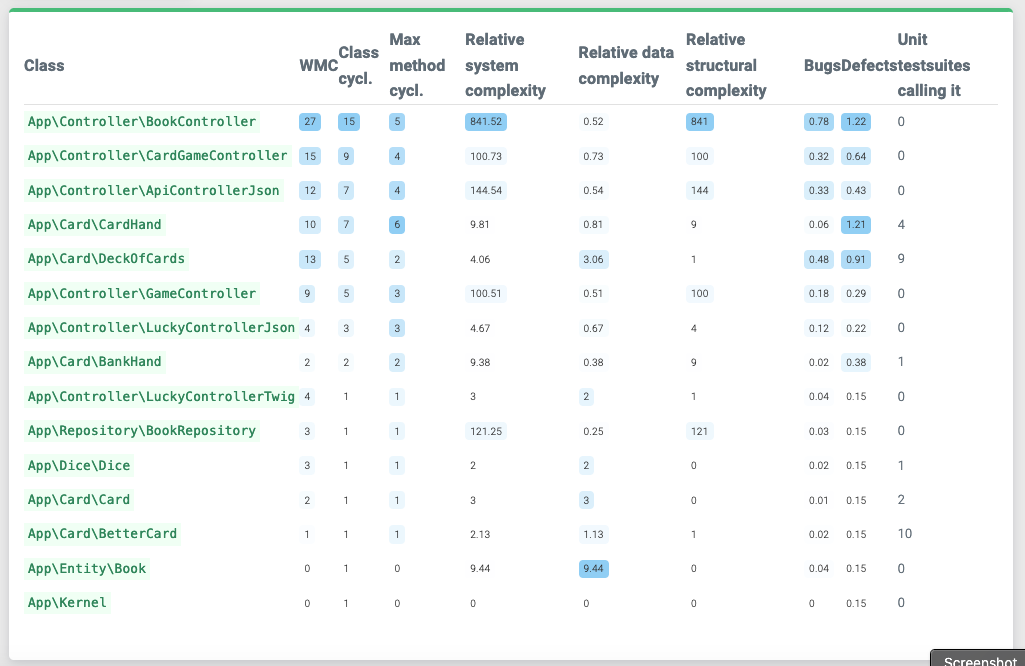 Class WMC Class cycl. Max method cycl. Relative system complexity Relative data complexity Relative structural complexity Bugs Defects Unit testsuites calling it
App\Controller\BookController 27 15 5 841.52 0.52 841 0.78 1.22 0
App\Controller\CardGameController 15 9 4 100.73 0.73 100 0.32 0.64 0
App\Controller\ApiControllerJson 12 7 4 144.54 0.54 144 0.33 0.43 0
App\Card\CardHand 10 7 6 9.81 0.81 9 0.06 1.21 4
App\Card\DeckOfCards 13 5 2 4.06 3.06 1 0.48 0.91 9
App\Controller\GameController 9 5 3 100.51 0.51 100 0.18 0.29 0
App\Controller\LuckyControllerJson 4 3 3 4.67 0.67 4 0.12 0.22 0
App\Card\BankHand 2 2 2 9.38 0.38 9 0.02 0.38 1
App\Controller\LuckyControllerTwig 4 1 1 3 2 1 0.04 0.15 0
App\Repository\BookRepository 3 1 1 121.25 0.25 121 0.03 0.15 0
App\Dice\Dice 3 1 1 2 2 0 0.02 0.15 1
App\Card\Card 2 1 1 3 3 0 0.01 0.15 2
App\Card\BetterCard 1 1 1 2.13 1.13 1 0.02 0.15 10
App\Entity\Book 0 1 0 9.44 9.44 0 0.04 0.15 0
App\Kernel 0 1 0 0 0 0 0 0.15 0
Screenshot